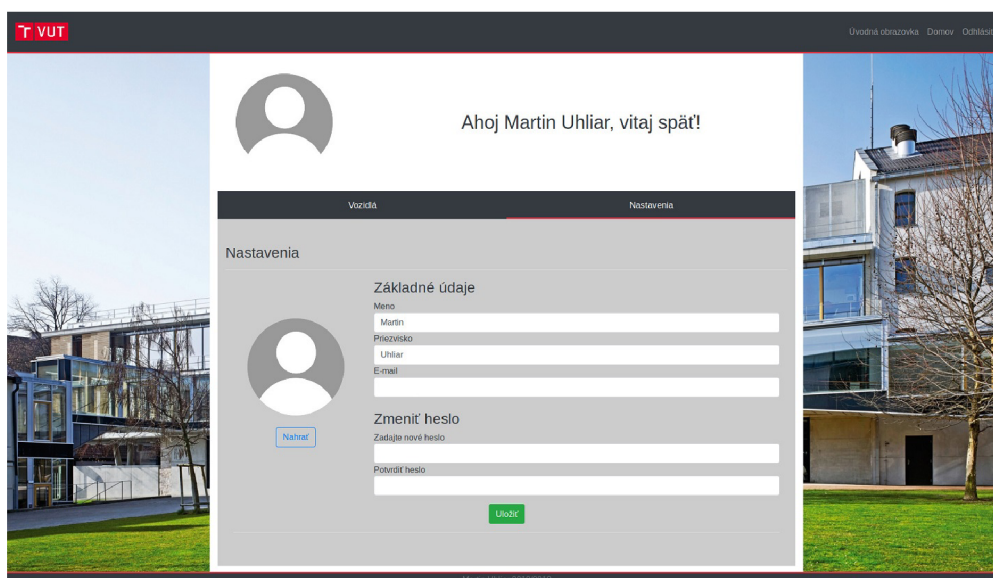 VUT
Úvodná obrazovka Domov Odhlásiť
Ahoj Martin Uhliar, vitaj späť!
Vozidlá Nastavenia
Nastavenia
Základné údaje
Meno
Martin
Priezvisko
Uhliar
E-mail
Nahrať
Zmeniť heslo
Zadajte nové heslo
Potvrdiť heslo
Uložiť